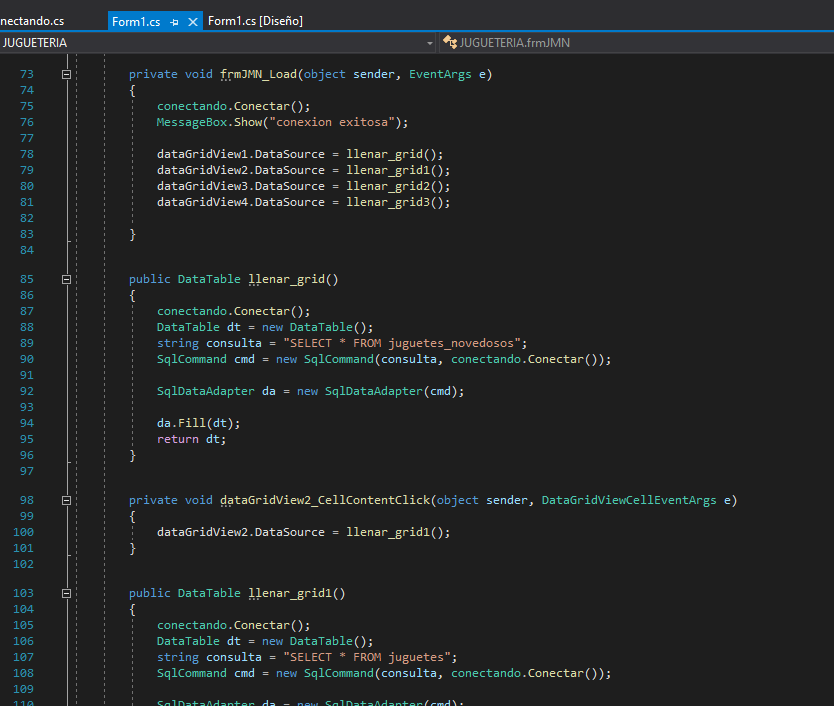 nectando.cs Form1.cs Form1.cs [Diseño]
JUGUETERIA JUGUETERIA.frmJMN
73 private void frmJMN_Load(object sender, EventArgs e)
74 {
75 conectando.Conectar();
76 MessageBox.Show("conexion exitosa");
77
78 dataGridView1.DataSource = llenar_grid();
79 dataGridView2.DataSource = llenar_grid1();
80 dataGridView3.DataSource = llenar_grid2();
81 dataGridView4.DataSource = llenar_grid3();
82
83 }
84
85 public DataTable llenar_grid()
86 {
87 conectando.Conectar();
88 DataTable dt = new DataTable();
89 string consulta = "SELECT * FROM juguetes_novedosos";
90 SqlCommand cmd = new SqlCommand(consulta, conectando.Conectar());
91
92 SqlDataAdapter da = new SqlDataAdapter(cmd);
93
94 da.Fill(dt);
95 return dt;
96 }
97
98 private void dataGridView2_CellContentClick(object sender, DataGridViewCellEventArgs e)
99 {
100 dataGridView2.DataSource = llenar_grid1();
101 }
102
103 public DataTable llenar_grid1()
104 {
105 conectando.Conectar();
106 DataTable dt = new DataTable();
107 string consulta = "SELECT * FROM juguetes";
108 SqlCommand cmd = new SqlCommand(consulta, conectando.Conectar());
109
110 SqlDataAdapter da = new SqlDataAdapter(cmd);